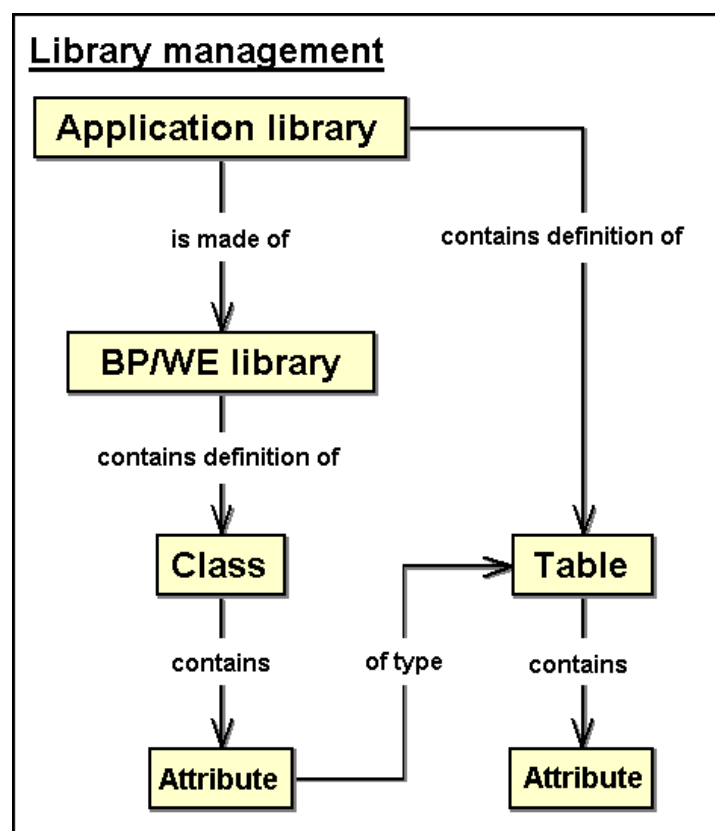 Library management
Application library
is made of
contains definition of
BP/WE library
contains definition of
Class
Table
contains
of type
contains
Attribute
Attribute